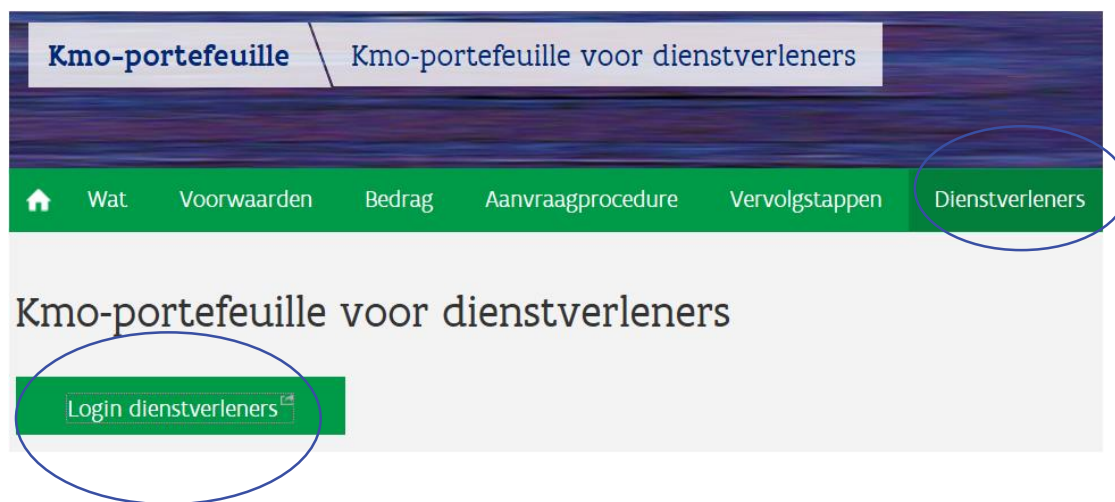 Kmo-portefeuille Kmo-portefeuille voor dienstverleners
Wat Voorwaarden Bedrag Aanvraagprocedure Vervolgstappen Dienstverleners
Kmo-portefeuille voor dienstverleners
Login dienstverleners